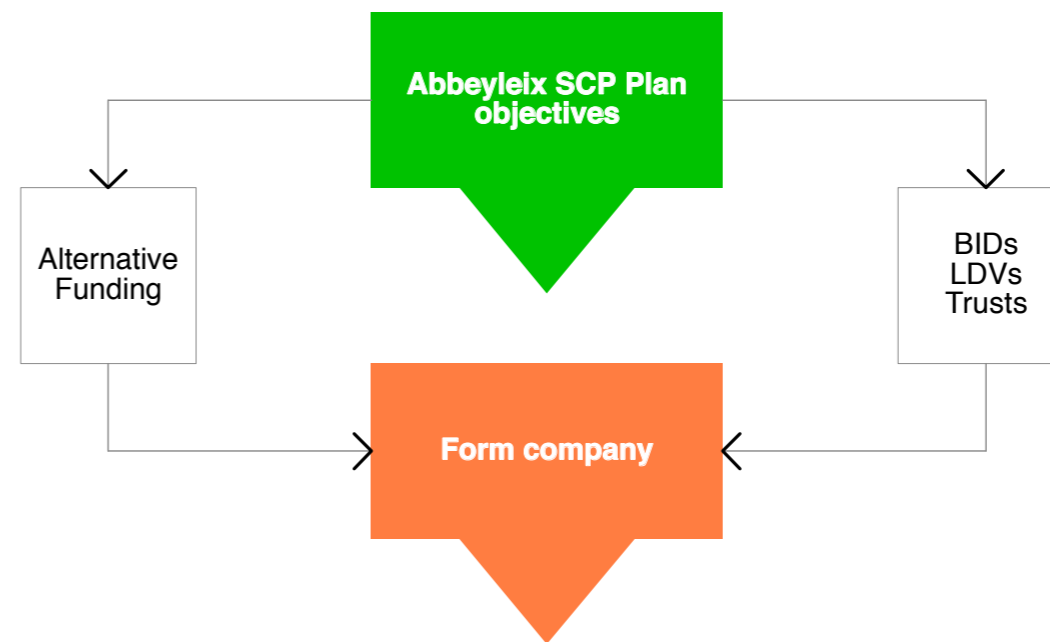 Abbeyleix SCP Plan
objectives
Alternative
Funding
BIDs
LDVs
Trusts
Form company